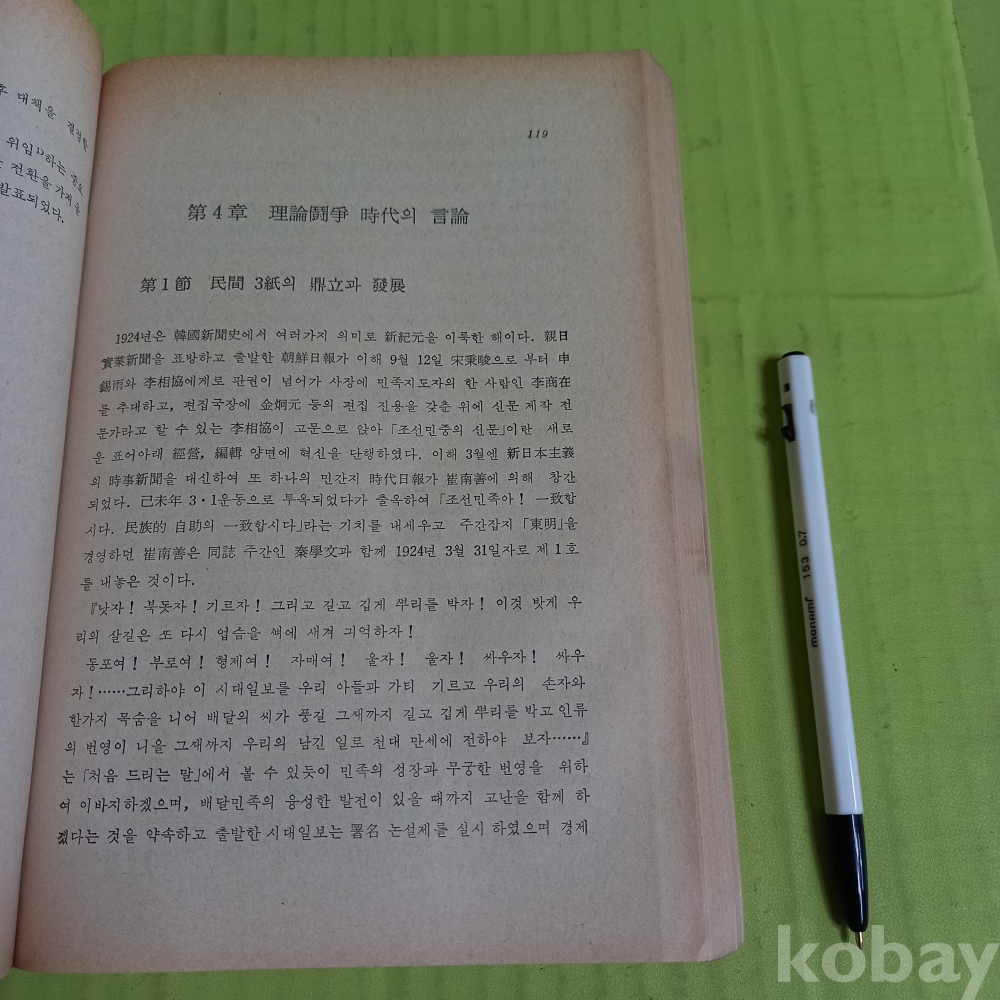 후 대책을 결정할
위임¹⁾하는 중요
전환을 가져올
발표되었다.
119
第4章 理論鬪爭 時代의 言論
第1節 民間 3紙의 鼎立과 發展
1924년은 韓國新聞史에서 여러가지 의미로 新紀元을 이룩한 해이다. 親日
實業新聞을 표방하고 출발한 朝鮮日報가 이해 9월 12일 宋秉畯으로 부터 申
錫雨와 李相協에게로 판권이 넘어가 사장에 민족지도자의 한 사람인 李商在
를 추대하고, 편집국장에 金炯元 등의 편집 진용을 갖춘 위에 신문 제작 전
문가라고 할 수 있는 李相協이 고문으로 앉아 「조선민중의 신문」이란 새로
운 표어아래 經營, 編輯 양면에 혁신을 단행하였다. 이해 3월엔 新日本主義
의 時事新聞을 대신하여 또 하나의 민간지 時代日報가 崔南善에 의해 창간
되었다. 己未年 3·1운동으로 투옥되었다가 출옥하여 「조선민족아! 一致합
시다. 民族的 自助의 一致합시다」라는 기치를 내세우고 주간잡지 「東明」을
경영하던 崔南善은 同誌 주간인 秦學文과 함께 1924년 3월 31일자로 제1호
를 내놓은 것이다.
『낫자! 북돗자! 기르자! 그리고 길고 깁게 ᄲᅮ리를 박자! 이것 밧게 우
리의 살길은 또 다시 업슴을 ᄲᅧ에 새겨 긔억하자!
동포여! 부로여! 형제여! 자매여! 울자! 울자! 싸우자! 싸우
자!……그리하야 이 시대일보를 우리 아들과 가티 기르고 우리의 손자와
한가지 목숨을 니어 배달의 씨가 풍길 그ᄯᅢ까지 길고 깁게 ᄲᅮ리를 박고 인류
의 번영이 니을 그ᄯᅢ까지 우리의 남긴 일로 천대 만세에 전하야 보자……』
는 「처음 드리는 말」에서 볼 수 있듯이 민족의 성장과 무궁한 번영을 위하
여 이바지하겠으며, 배달민족의 융성한 발전이 있을 때까지 고난을 함께 하
겠다는 것을 약속하고 출발한 시대일보는 署名 논설제를 실시 하였으며 경제
monami 153 0.7
kobay